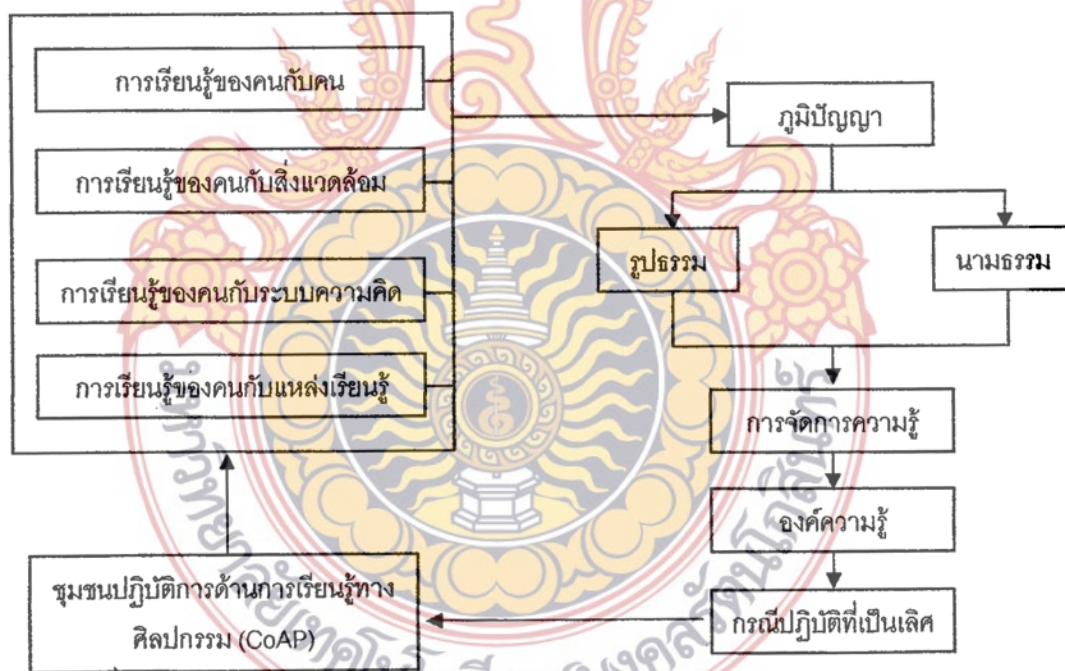 การเรียนรู้ของคนกับคน
การเรียนรู้ของคนกับสิ่งแวดล้อม
การเรียนรู้ของคนกับระบบความคิด
การเรียนรู้ของคนกับแหล่งเรียนรู้
ภูมิปัญญา
รูปธรรม
นามธรรม
การจัดการความรู้
องค์ความรู้
กรณีปฏิบัติที่เป็นเลิศ
ชุมชนปฏิบัติการด้านการเรียนรู้ทาง
ศิลปกรรม (CoAP)